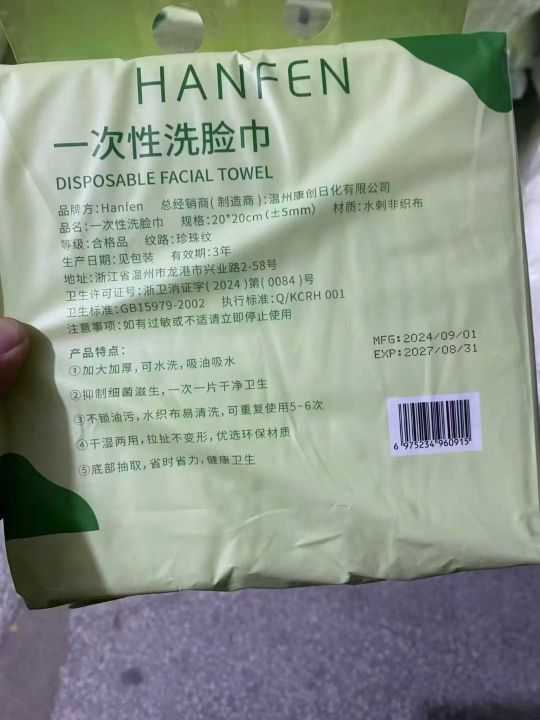 HANFEN
一次性洗脸巾
DISPOSABLE FACIAL TOWEL
品牌方:Hanfen 总经销商(制造商):温州康创日化有限公司
品名:一次性洗脸巾 规格:20*20cm(±5mm) 材质:水刺非织布
等级:合格品 纹路:珍珠纹
生产日期:见包装 有效期:3年
地址:浙江省温州市龙港市兴业路2-58号
卫生许可证号:浙卫消证字(2024)第(0084)号
卫生标准:GB15979-2002 执行标准:Q/KCRH 001
注意事项:如有过敏或不适请立即停止使用
产品特点:
①加大加厚,可水洗,吸油吸水
②抑制细菌滋生,一次一片干净卫生
③不锁油污,水织布易清洗,可重复使用5~6次
④干湿两用,拉扯不变形,优选环保材质
⑤底部抽取,省时省力,健康卫生
MFG:2024/09/01
EXP:2027/08/31
6 975234 960915